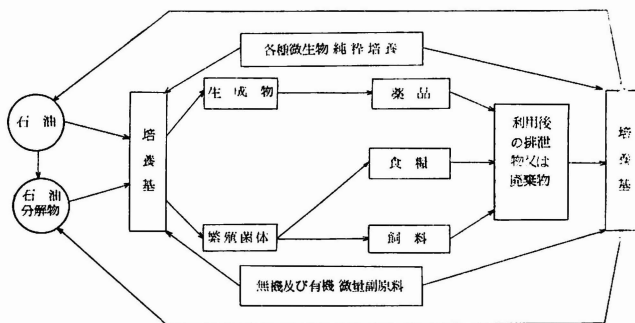 各種微生物純粋培養
生成物
薬品
石油
培養基
利用後
の排泄
物又は
廃棄物
培養基
食糧
石油
分解物
繁殖菌体
飼料
無機及び有機微量副原料